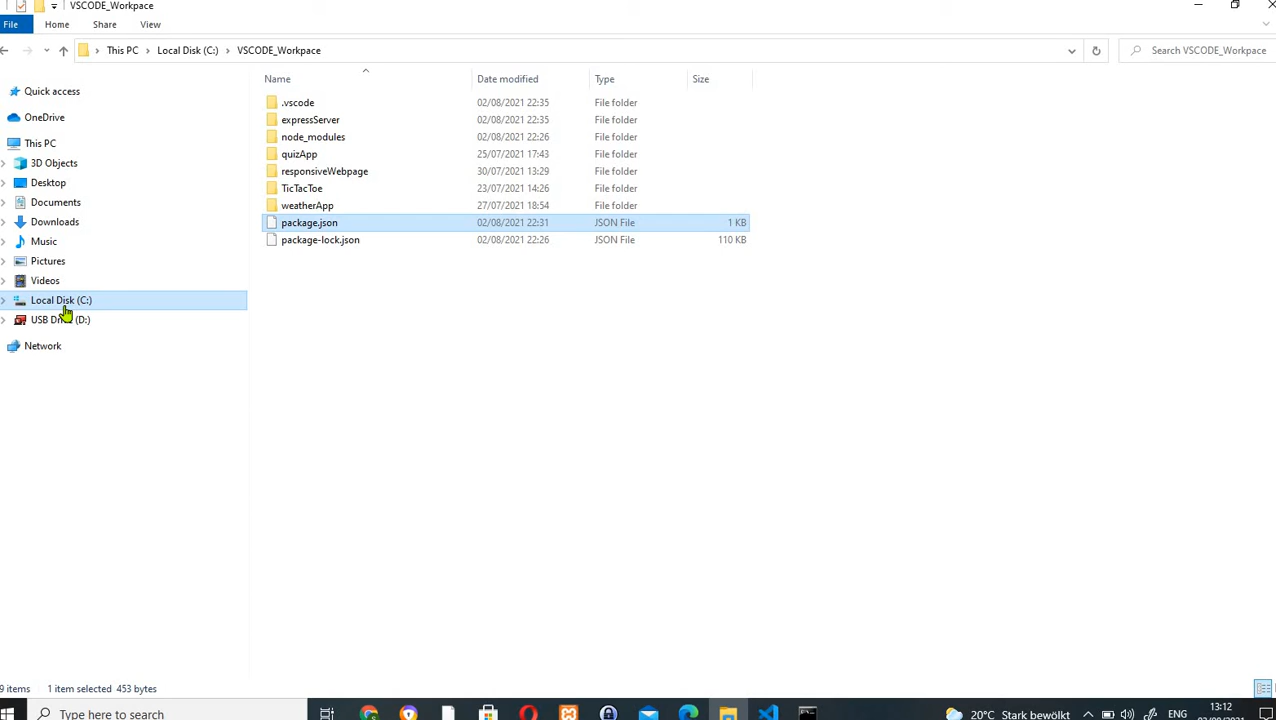 VSCODE_Workpace
File Home Share View
This PC Local Disk (C:) VSCODE_Workpace Search VSCODE_Workpace
Name Date modified Type Size
Quick access
OneDrive
This PC
3D Objects
Desktop
Documents
Downloads
Music
Pictures
Videos
Local Disk (C:)
(D:)
Network
.vscode 02/08/2021 22:35 File folder
expressServer 02/08/2021 22:35 File folder
node_modules 02/08/2021 22:26 File folder
quizApp 25/07/2021 17:43 File folder
responsiveWebpage 30/07/2021 13:29 File folder
TicTacToe 23/07/2021 14:26 File folder
weatherApp 27/07/2021 18:54 File folder
package.json 02/08/2021 22:31 JSON File 1 KB
package-lock.json 02/08/2021 22:26 JSON File 110 KB
9 items 1 item selected 453 bytes
Type here to search
20°C Stark bewölkt ENG 13:12